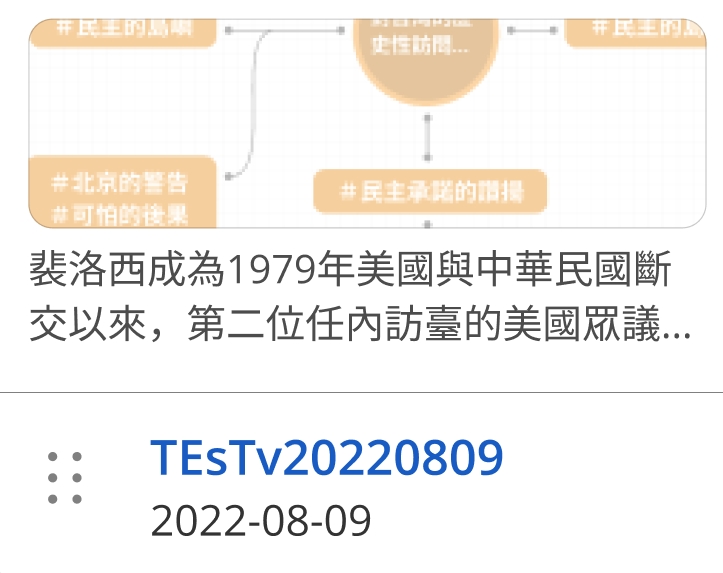 #民主的島嶼
史性訪問...
#民主的島
#北京的警告
#民主承諾的讚揚
#可怕的後果
裴洛西成為1979年美國與中華民國斷
交以來，第二位任內訪臺的美國眾議...
TEsTv20220809
2022-08-09